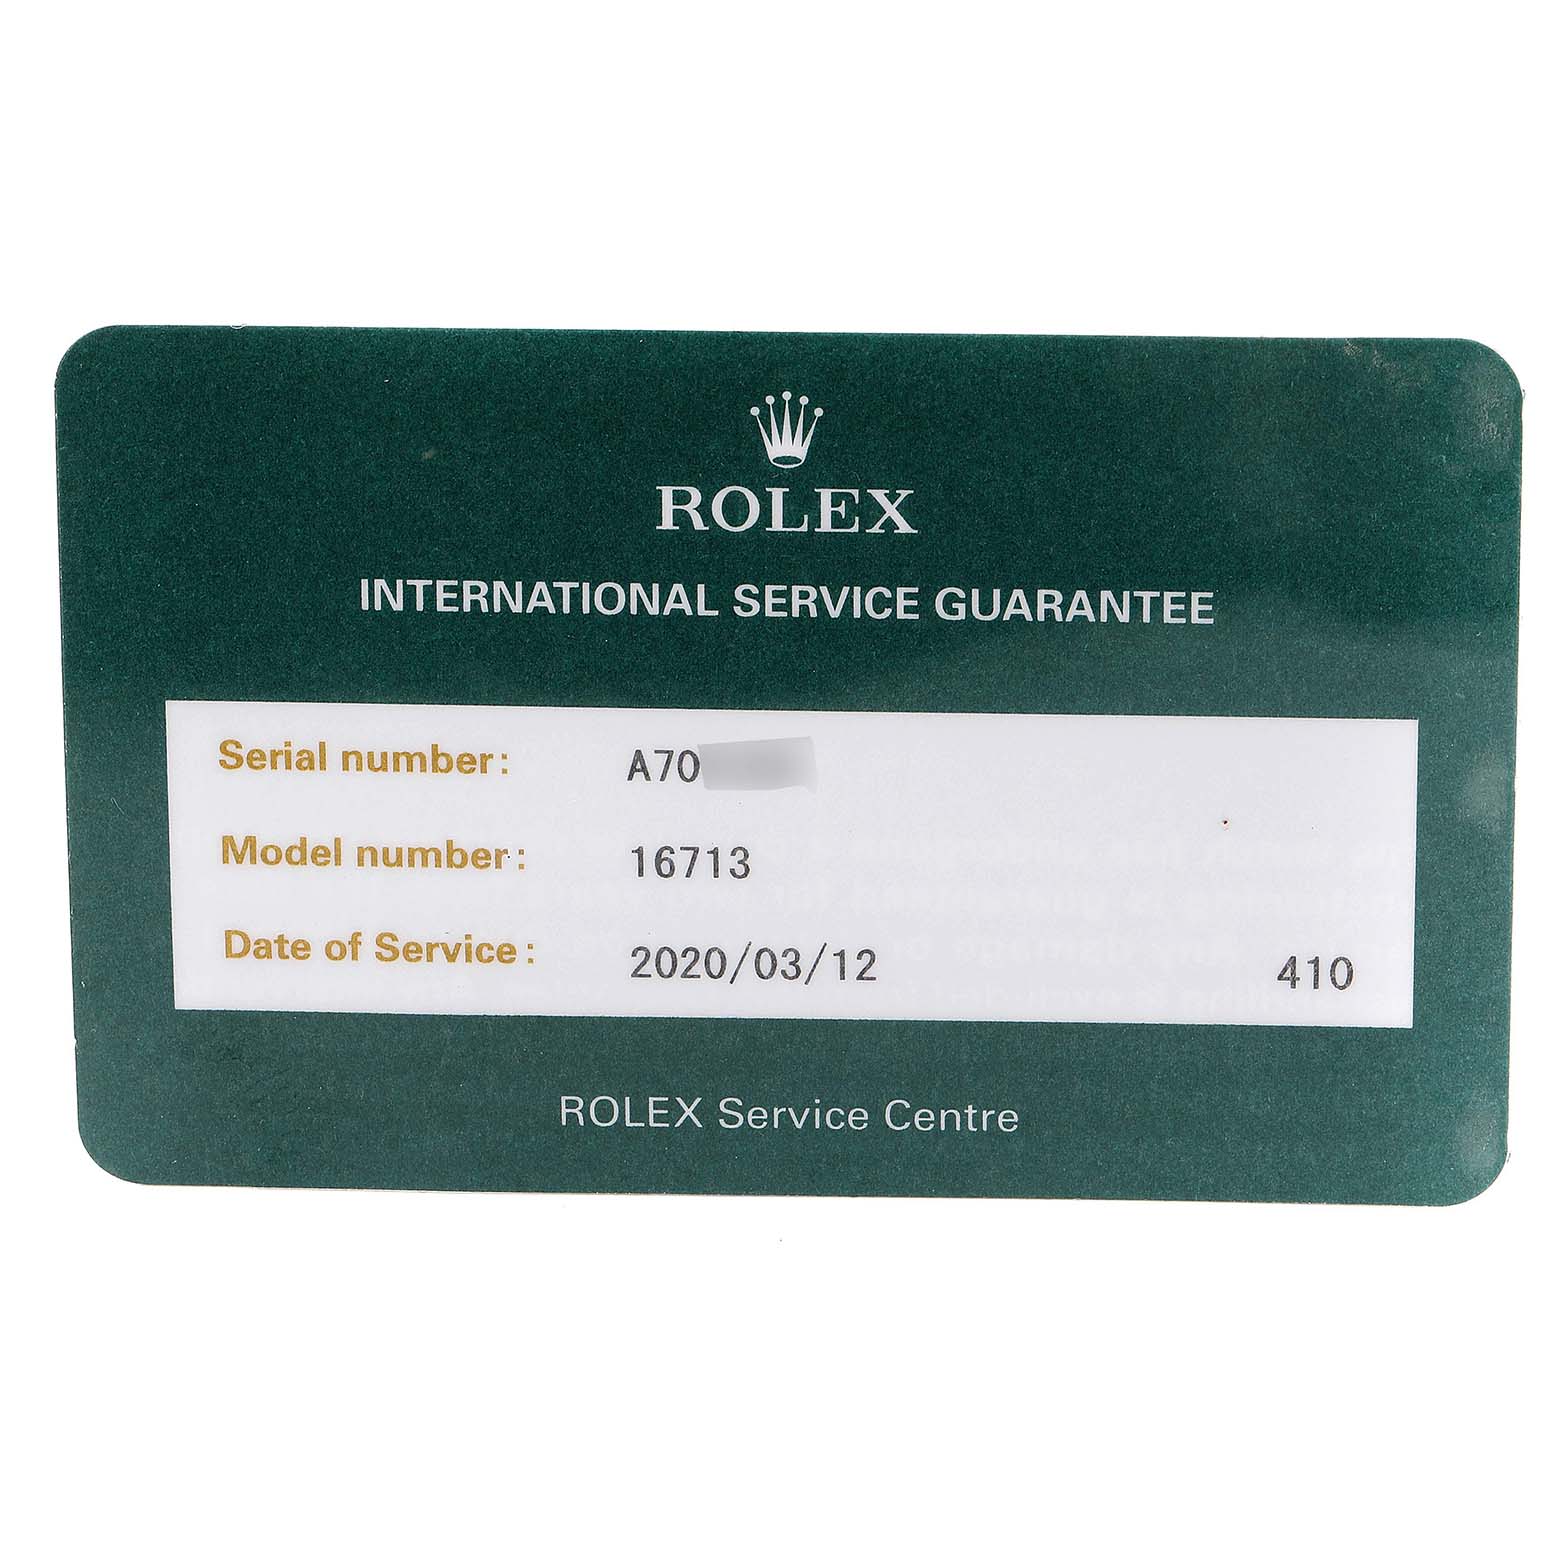 ROLEX
INTERNATIONAL SERVICE GUARANTEE
Serial number: A70
Model number: 16713
Date of Service: 2020/03/12 410
ROLEX Service Centre